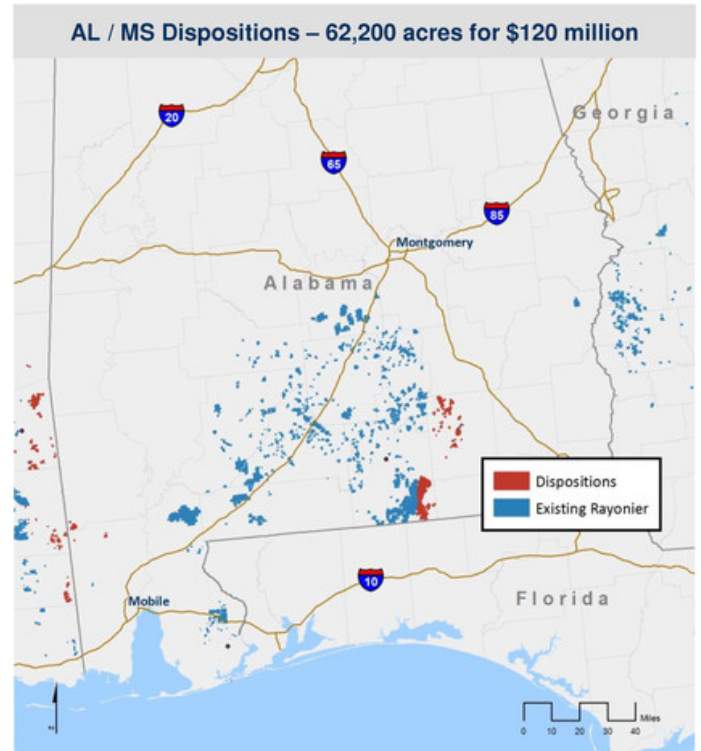 AL / MS Dispositions – 62,200 acres for $120 million
Georgia
20
65
85
Montgomery
Alabama
Dispositions
Existing Rayonier
10
Mobile
Florida
Miles
0 10 20 30 40